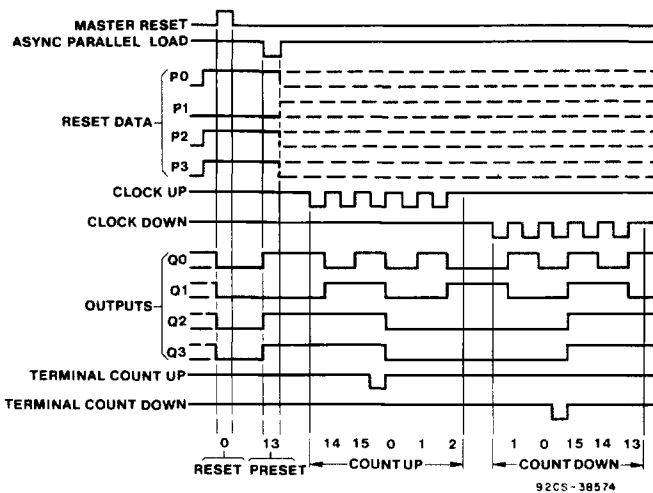 MASTER RESET
ASYNC PARALLEL LOAD
P0
P1
RESET DATA
P2
P3
CLOCK UP
CLOCK DOWN
Q0
Q1
OUTPUTS
Q2
Q3
TERMINAL COUNT UP
TERMINAL COUNT DOWN
0 13 14 15 0 1 2 1 0 15 14 13
RESET PRESET COUNT UP COUNT DOWN
92CS-38574